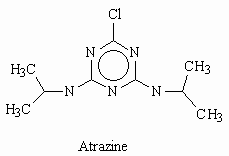 Cl
N N
H3C CH3
N N N
H3C CH3
Atrazine